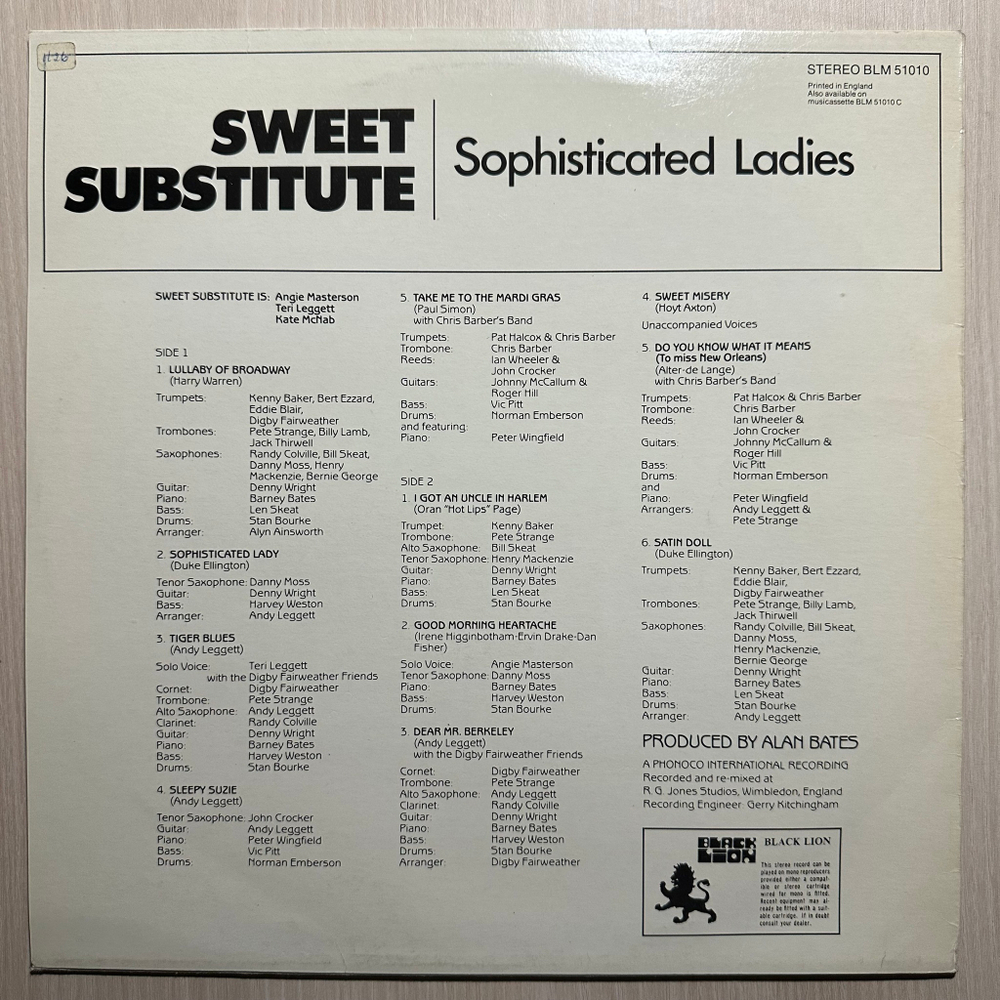 STEREO BLM 51010
Printed in England
Also available on
musicassette BLM 51010 C
SWEET
SUBSTITUTE
Sophisticated Ladies
SWEET SUBSTITUTE IS: Angie Masterson
Teri Leggett
Kate McNab
SIDE 1
1. LULLABY OF BROADWAY
(Harry Warren)
Trumpets: Kenny Baker, Bert Ezzard,
Eddie Blair,
Digby Fairweather
Trombones: Pete Strange, Billy Lamb,
Jack Thirwell
Saxophones: Randy Colville, Bill Skeat,
Danny Moss, Henry
Mackenzie, Bernie George
Guitar: Denny Wright
Piano: Barney Bates
Bass: Len Skeat
Drums: Stan Bourke
Arranger: Alyn Ainsworth
2. SOPHISTICATED LADY
(Duke Ellington)
Tenor Saxophone: Danny Moss
Guitar: Denny Wright
Bass: Harvey Weston
Arranger: Andy Leggett
3. TIGER BLUES
(Andy Leggett)
Solo Voice: Teri Leggett
with the Digby Fairweather Friends
Cornet: Digby Fairweather
Trombone: Pete Strange
Alto Saxophone: Andy Leggett
Clarinet: Randy Colville
Guitar: Denny Wright
Piano: Barney Bates
Bass: Harvey Weston
Drums: Stan Bourke
4. SLEEPY SUZIE
(Andy Leggett)
Tenor Saxophone: John Crocker
Guitar: Andy Leggett
Piano: Peter Wingfield
Bass: Vic Pitt
Drums: Norman Emberson
5. TAKE ME TO THE MARDI GRAS
(Paul Simon)
with Chris Barber's Band
Trumpets: Pat Halcox & Chris Barber
Trombone: Chris Barber
Reeds: Ian Wheeler &
John Crocker
Guitars: Johnny McCallum &
Roger Hill
Bass: Vic Pitt
Drums: Norman Emberson
and featuring:
Piano: Peter Wingfield
SIDE 2
1. I GOT AN UNCLE IN HARLEM
(Oran "Hot Lips" Page)
Trumpet: Kenny Baker
Trombone: Pete Strange
Alto Saxophone: Bill Skeat
Tenor Saxophone: Henry Mackenzie
Guitar: Denny Wright
Piano: Barney Bates
Bass: Len Skeat
Drums: Stan Bourke
2. GOOD MORNING HEARTACHE
(Irene Higginbotham-Ervin Drake-Dan
Fisher)
Solo Voice: Angie Masterson
Tenor Saxophone: Danny Moss
Piano: Barney Bates
Bass: Harvey Weston
Drums: Stan Bourke
3. DEAR MR. BERKELEY
(Andy Leggett)
with the Digby Fairweather Friends
Cornet: Digby Fairweather
Trombone: Pete Strange
Alto Saxophone: Andy Leggett
Clarinet: Randy Colville
Guitar: Denny Wright
Piano: Barney Bates
Bass: Harvey Weston
Drums: Stan Bourke
Arranger: Digby Fairweather
4. SWEET MISERY
(Hoyt Axton)
Unaccompanied Voices
5. DO YOU KNOW WHAT IT MEANS
(To miss New Orleans)
(Alter-de Lange)
with Chris Barber's Band
Trumpets: Pat Halcox & Chris Barber
Trombone: Chris Barber
Reeds: Ian Wheeler &
John Crocker
Guitars: Johnny McCallum &
Roger Hill
Bass: Vic Pitt
Drums: Norman Emberson
and
Piano: Peter Wingfield
Arrangers: Andy Leggett &
Pete Strange
6. SATIN DOLL
(Duke Ellington)
Trumpets: Kenny Baker, Bert Ezzard,
Eddie Blair,
Digby Fairweather
Trombones: Pete Strange, Billy Lamb,
Jack Thirwell
Saxophones: Randy Colville, Bill Skeat,
Danny Moss,
Henry Mackenzie,
Bernie George
Guitar: Denny Wright
Piano: Barney Bates
Bass: Len Skeat
Drums: Stan Bourke
Arranger: Andy Leggett
PRODUCED BY ALAN BATES
A PHONOCO INTERNATIONAL RECORDING
Recorded and re-mixed at
R. G. Jones Studios, Wimbledon, England
Recording Engineer: Gerry Kitchingham
BLACK
LION
BLACK LION
This stereo record can be
played on mono reproducers
provided either a compat-
ible or stereo cartridge
wired for mono is fitted.
Recent equipment may al-
ready be fitted with a suit-
able cartridge. If in doubt
consult your dealer.